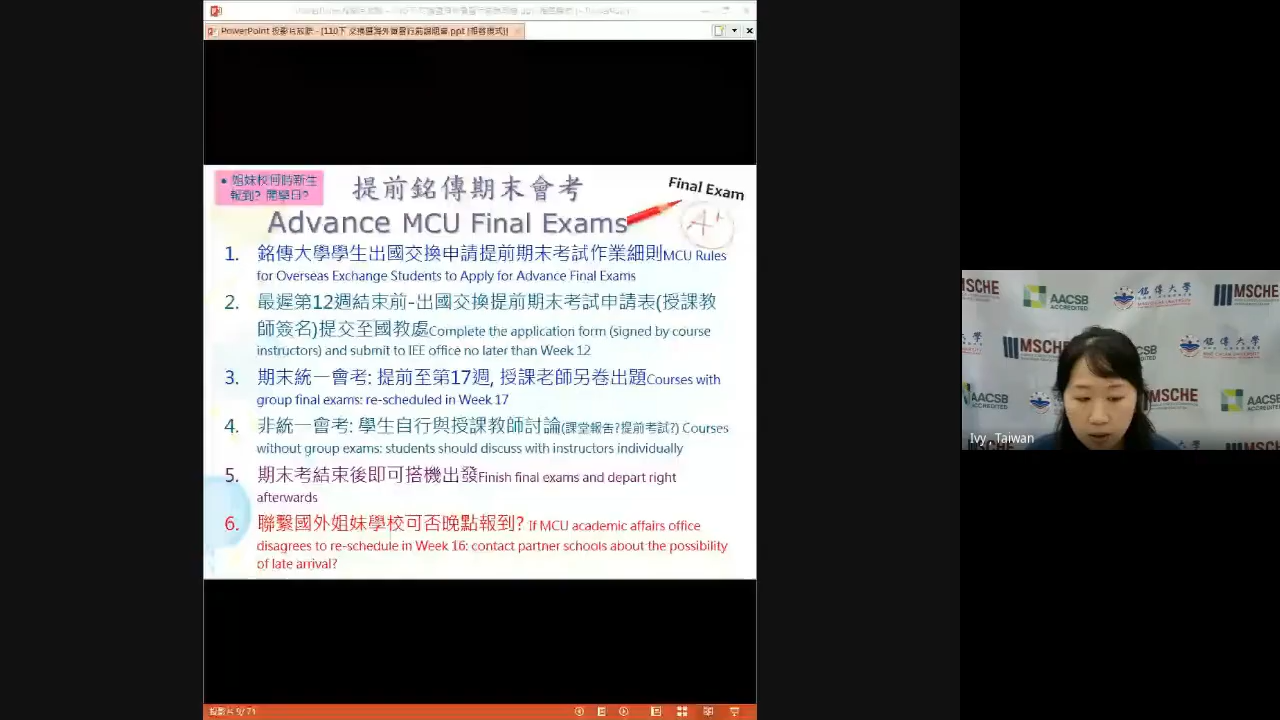 PowerPoint 投影片放映 - [110下 交換暨海外實習行前說明會.ppt [相容模式]]
• 姐妹校何時新生
報到? 開學日?
提前銘傳期末會考
Final Exam
A+
Advance MCU Final Exams
1. 銘傳大學學生出國交換申請提前期末考試作業細則MCU Rules
for Overseas Exchange Students to Apply for Advance Final Exams
2. 最遲第12週結束前-出國交換提前期末考試申請表(授課教
師簽名)提交至國教處Complete the application form (signed by course
instructors) and submit to IEE office no later than Week 12
3. 期末統一會考: 提前至第17週, 授課老師另卷出題Courses with
group final exams: re-scheduled in Week 17
4. 非統一會考: 學生自行與授課教師討論(課堂報告?提前考試?) Courses
without group exams: students should discuss with instructors individually
5. 期末考結束後即可搭機出發Finish final exams and depart right
afterwards
6. 聯繫國外姐妹學校可否晚點報到? If MCU academic affairs office
disagrees to re-schedule in Week 16: contact partner schools about the possibility
of late arrival?
MSCHE
AACSB
ACCREDITED
銘傳大學
MSCHE
銘傳大學
AACSB
ACCREDITED
MSCHE
AACSB
Ivy , Taiwan